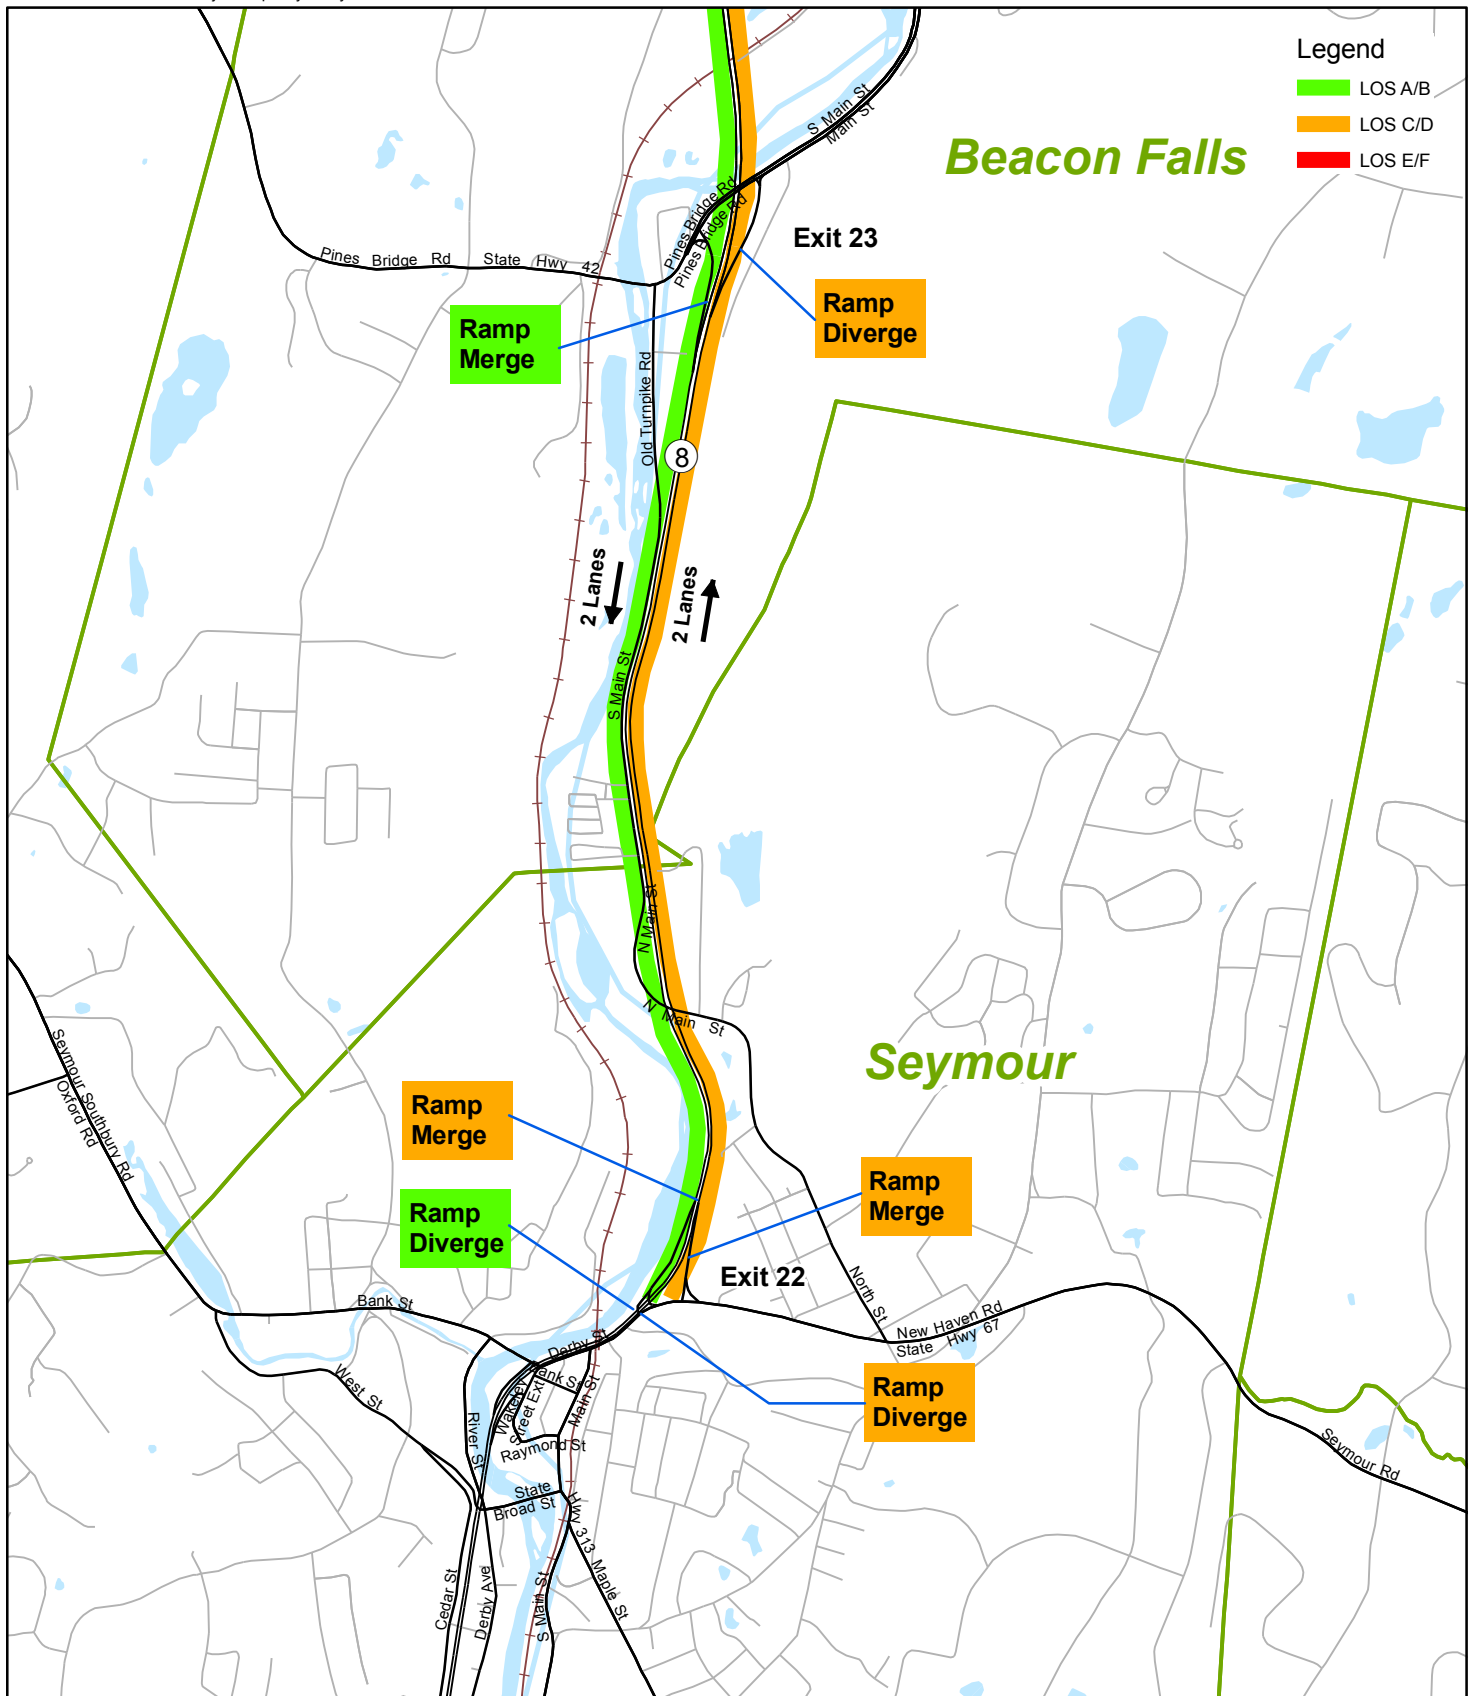 Legend
LOS A/B
LOS C/D
LOS E/F
S Main St
Main St
Beacon Falls
Pines Bridge Rd
Pines Bridge Rd
Exit 23
Pines Bridge Rd State Hwy 42
Ramp
Diverge
Ramp
Merge
Old Turnpike Rd
8
2 Lanes
2 Lanes
S Main St
N Main St
N Main St
Seymour
Seymour Southbury Rd
Oxford Rd
Ramp
Merge
Ramp
Merge
Ramp
Diverge
Exit 22
North St
Bank St
New Haven Rd
State Hwy 67
Derby St
Bank St
West St
Wakeley
Street Ext
Main St
Ramp
Diverge
River St
Raymond St
Seymour Rd
State
Hwy 313
Broad St
Maple St
Cedar St
Derby Ave
S Main St